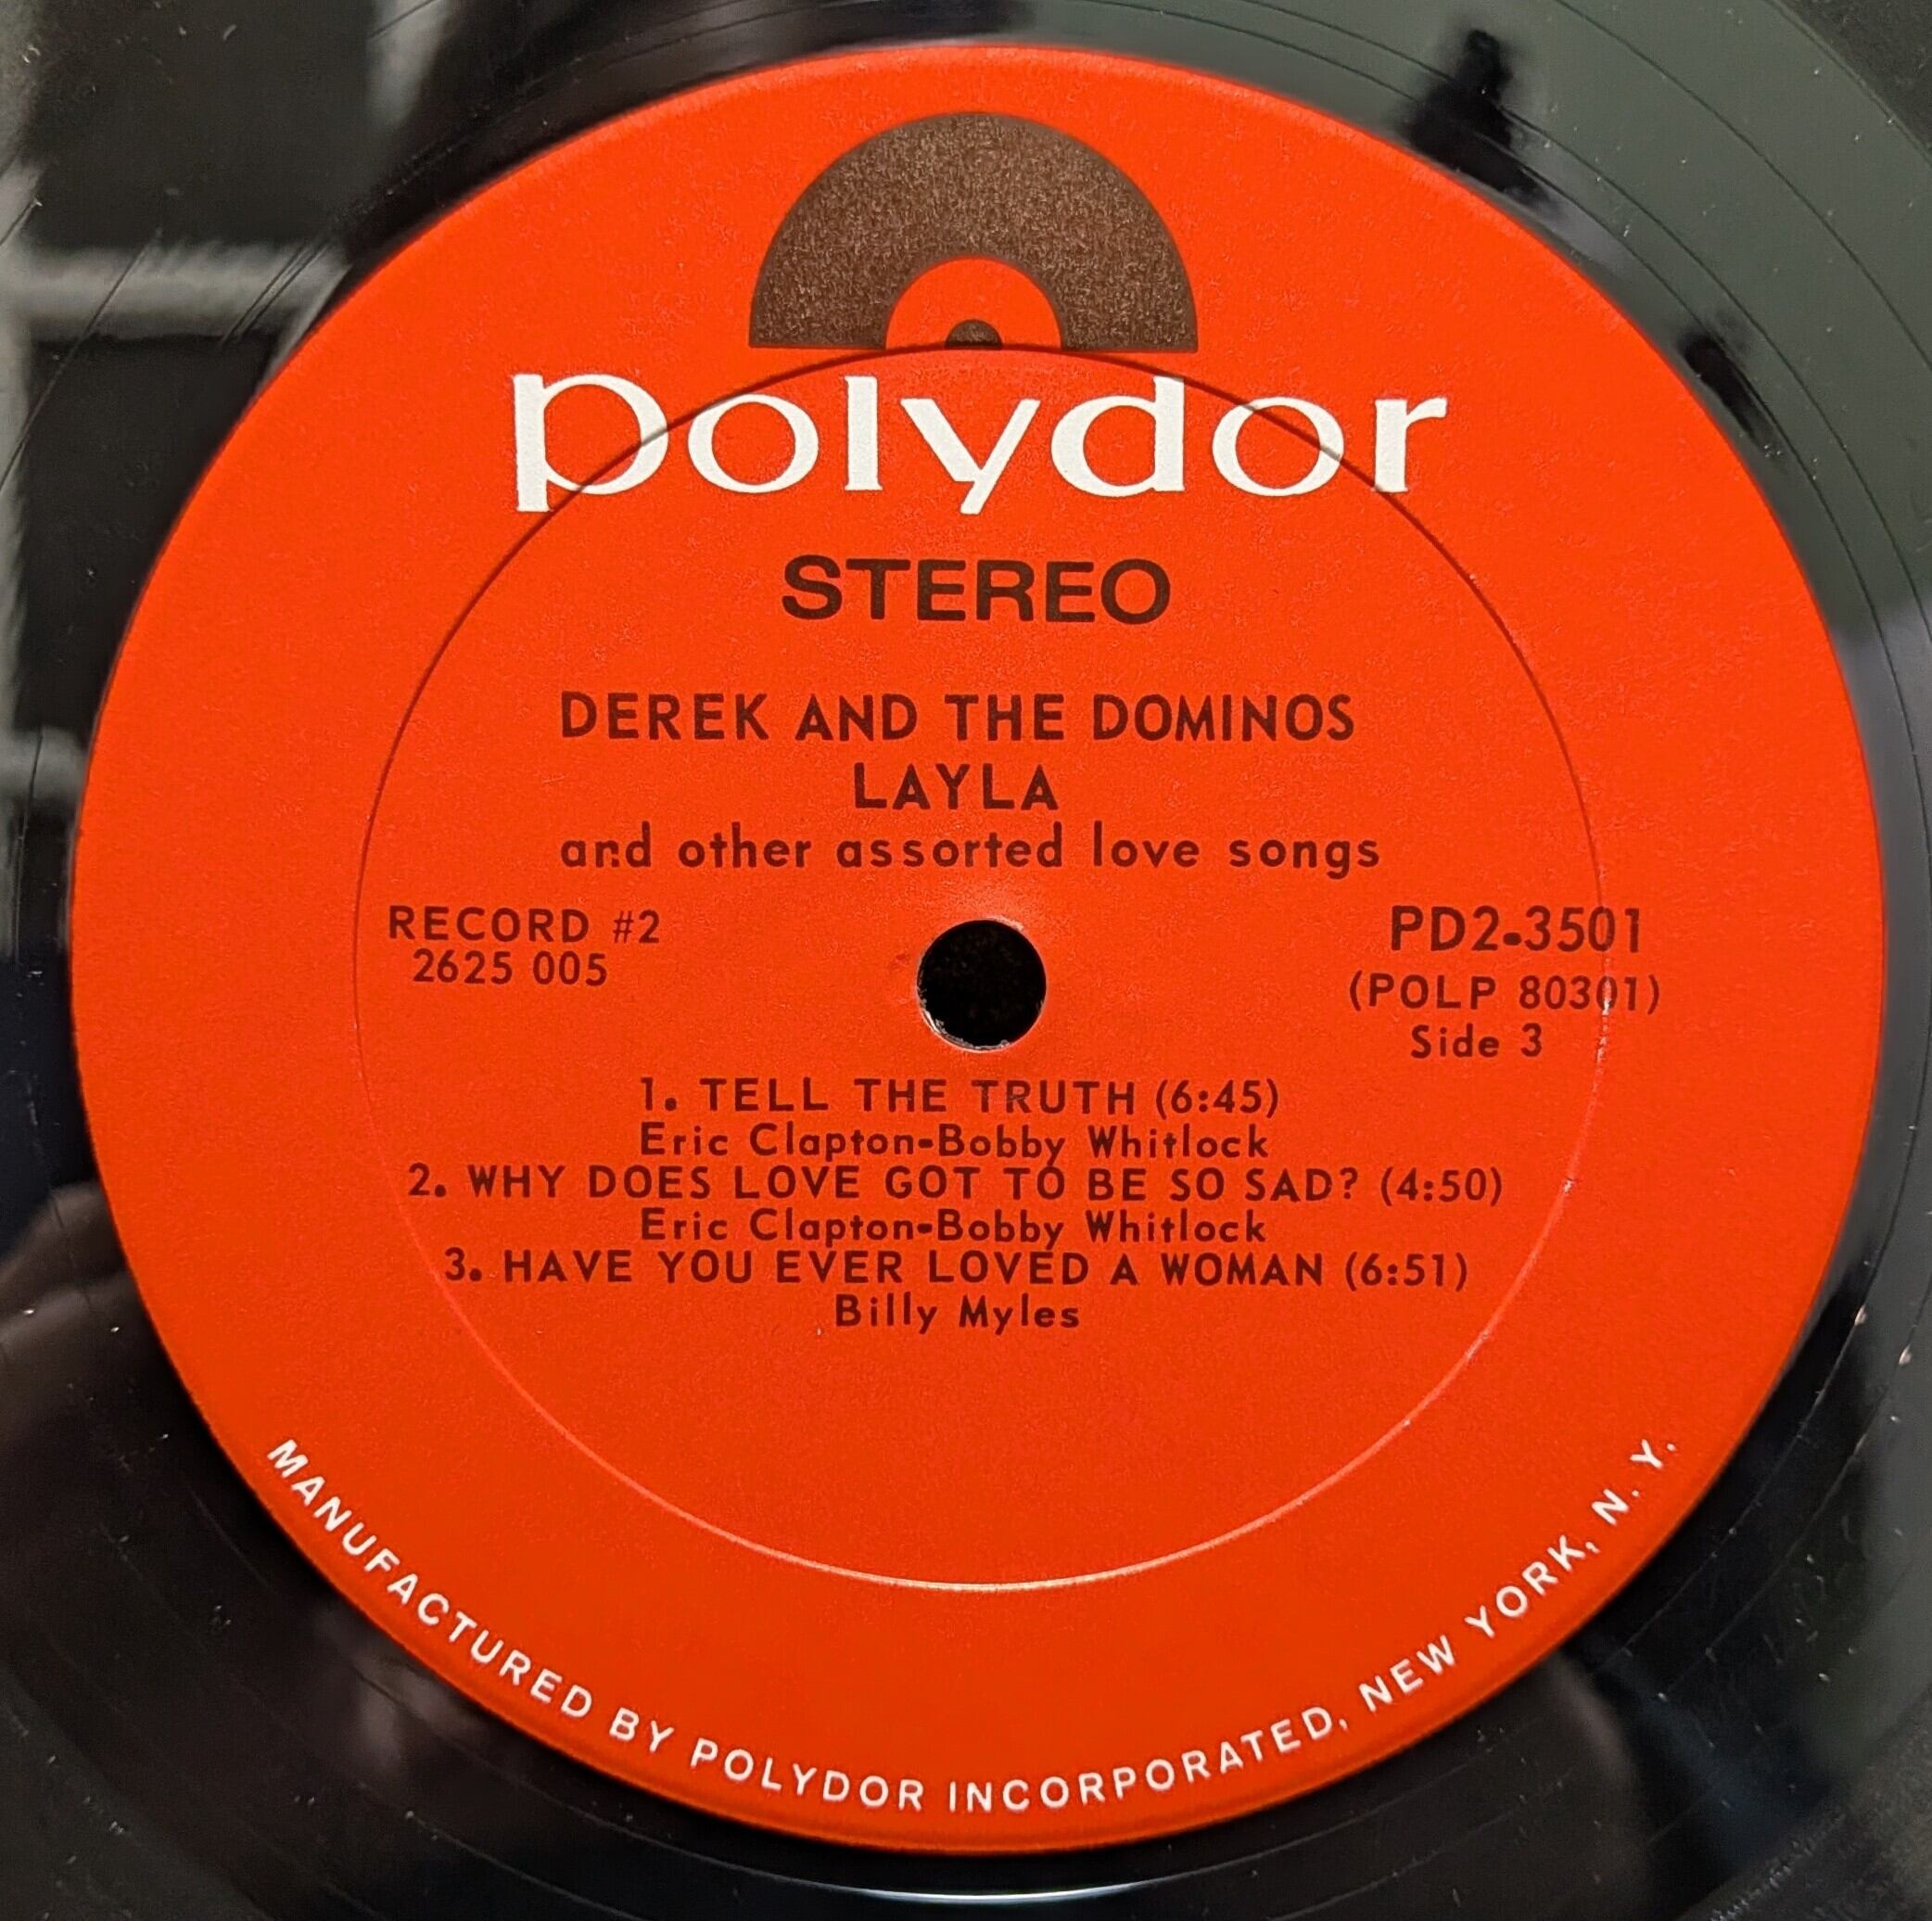 polydor
STEREO
DEREK AND THE DOMINOS
LAYLA
and other assorted love songs
RECORD #2
2625 005
PD2-3501
(POLP 80301)
Side 3
1. TELL THE TRUTH (6:45)
Eric Clapton-Bobby Whitlock
2. WHY DOES LOVE GOT TO BE SO SAD? (4:50)
Eric Clapton-Bobby Whitlock
3. HAVE YOU EVER LOVED A WOMAN (6:51)
Billy Myles
MANUFACTURED BY POLYDOR INCORPORATED, NEW YORK, N. Y.